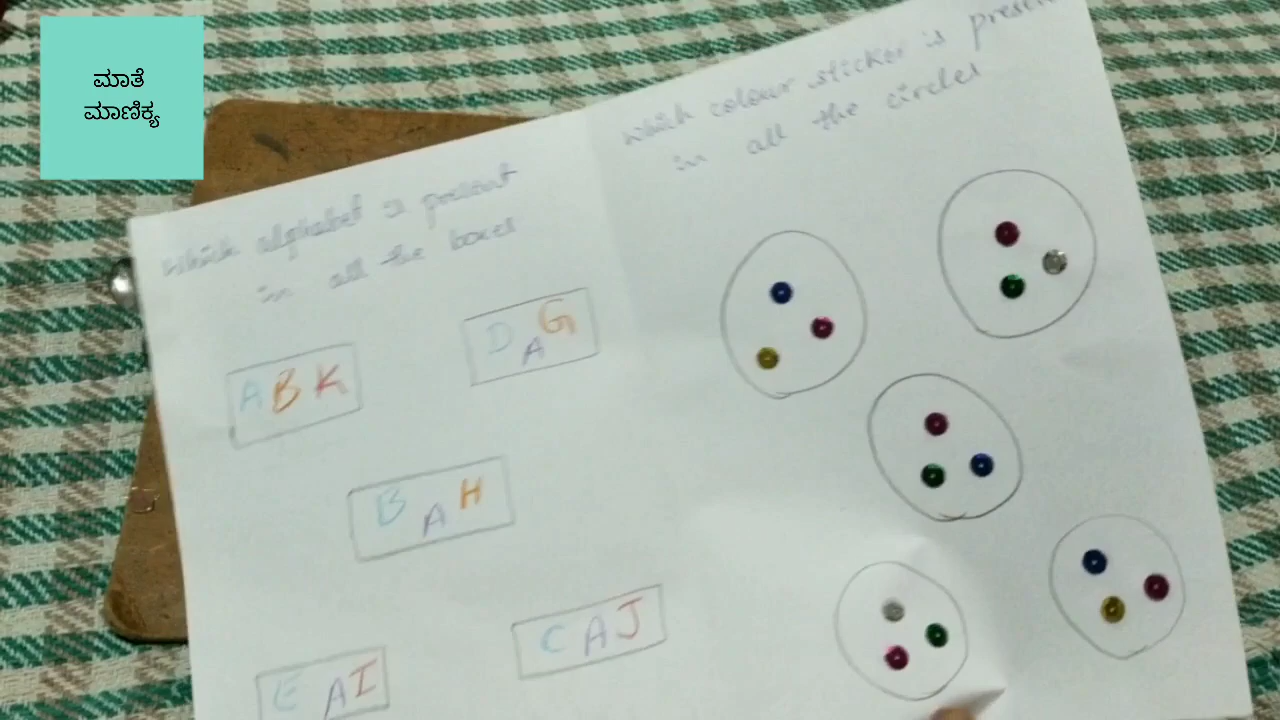 ಮಾತೆ
ಮಾಣಿಕ್ಯ
which alphabet is present
in all the boxes
A B K
D A G
B A H
C A J
E A I
which colour sticker is present
in all the circles